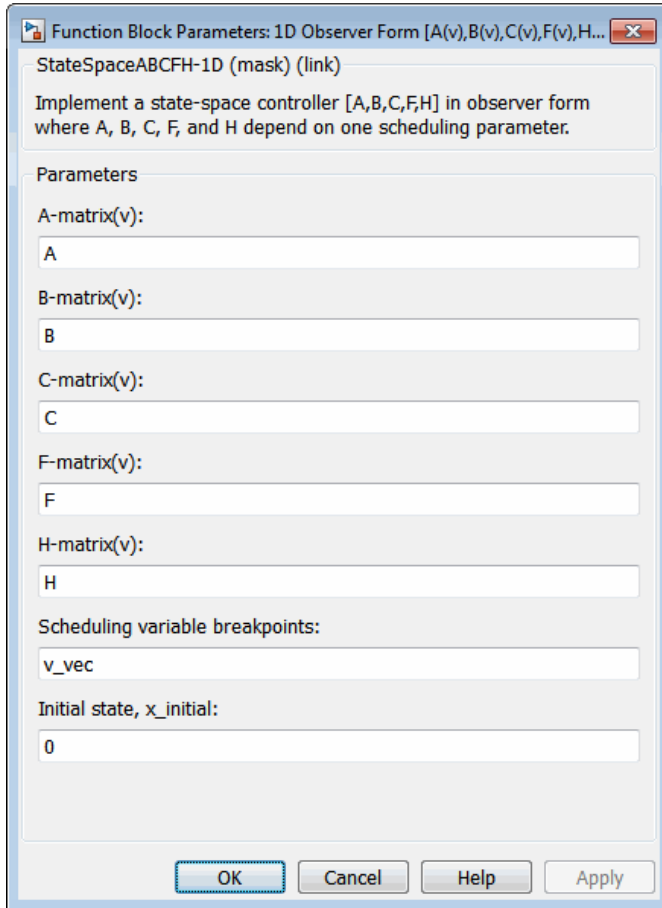 Function Block Parameters: 1D Observer Form [A(v),B(v),C(v),F(v),H...
StateSpaceABCFH-1D (mask) (link)
Implement a state-space controller [A,B,C,F,H] in observer form
where A, B, C, F, and H depend on one scheduling parameter.
Parameters
A-matrix(v):
A
B-matrix(v):
B
C-matrix(v):
C
F-matrix(v):
F
H-matrix(v):
H
Scheduling variable breakpoints:
v_vec
Initial state, x_initial:
0
OK Cancel Help Apply